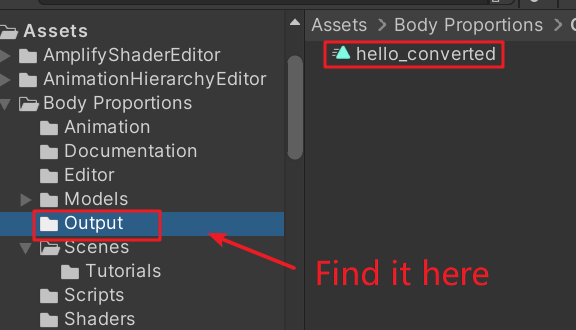 Assets
AmplifyShaderEditor
AnimationHierarchyEditor
Body Proportions
Animation
Documentation
Editor
Models
Output
Scenes
Tutorials
Scripts
Shaders
Assets > Body Proportions >
hello_converted
Find it here